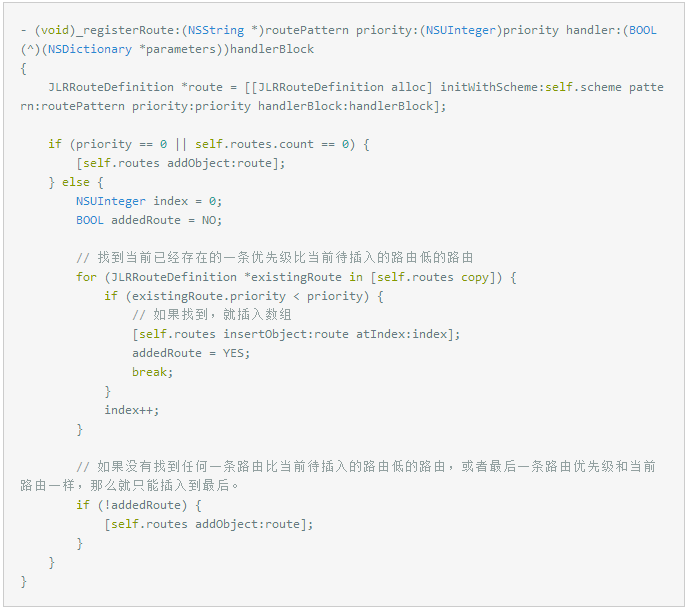 - (void)_registerRoute:(NSString *)routePattern priority:(NSUInteger)priority handler:(BOOL
(^)(NSDictionary *parameters))handlerBlock
{
    JLRRouteDefinition *route = [[JLRRouteDefinition alloc] initWithScheme:self.scheme patte
rn:routePattern priority:priority handlerBlock:handlerBlock];

    if (priority == 0 || self.routes.count == 0) {
        [self.routes addObject:route];
    } else {
        NSUInteger index = 0;
        BOOL addedRoute = NO;

        // 找到当前已经存在的一条优先级比当前待插入的路由低的路由
        for (JLRRouteDefinition *existingRoute in [self.routes copy]) {
            if (existingRoute.priority < priority) {
                // 如果找到，就插入数组
                [self.routes insertObject:route atIndex:index];
                addedRoute = YES;
                break;
            }
            index++;
        }

        // 如果没有找到任何一条路由比当前待插入的路由低的路由，或者最后一条路由优先级和当前
路由一样，那么就只能插入到最后。
        if (!addedRoute) {
            [self.routes addObject:route];
        }
    }
}